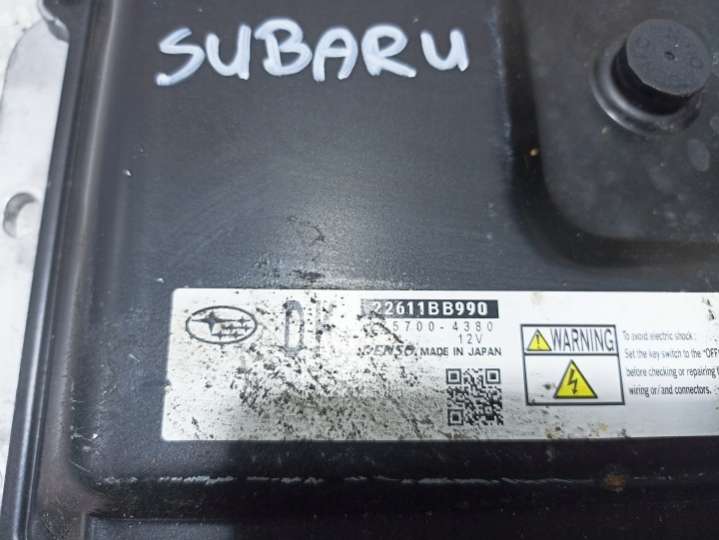 SUBARU
22611BB990
5700-4380
12V
DENSO MADE IN JAPAN
WARNING
To avoid electric shock :
Set the key switch to the "OFF"
before checking or repairing
wiring or/and connectors.